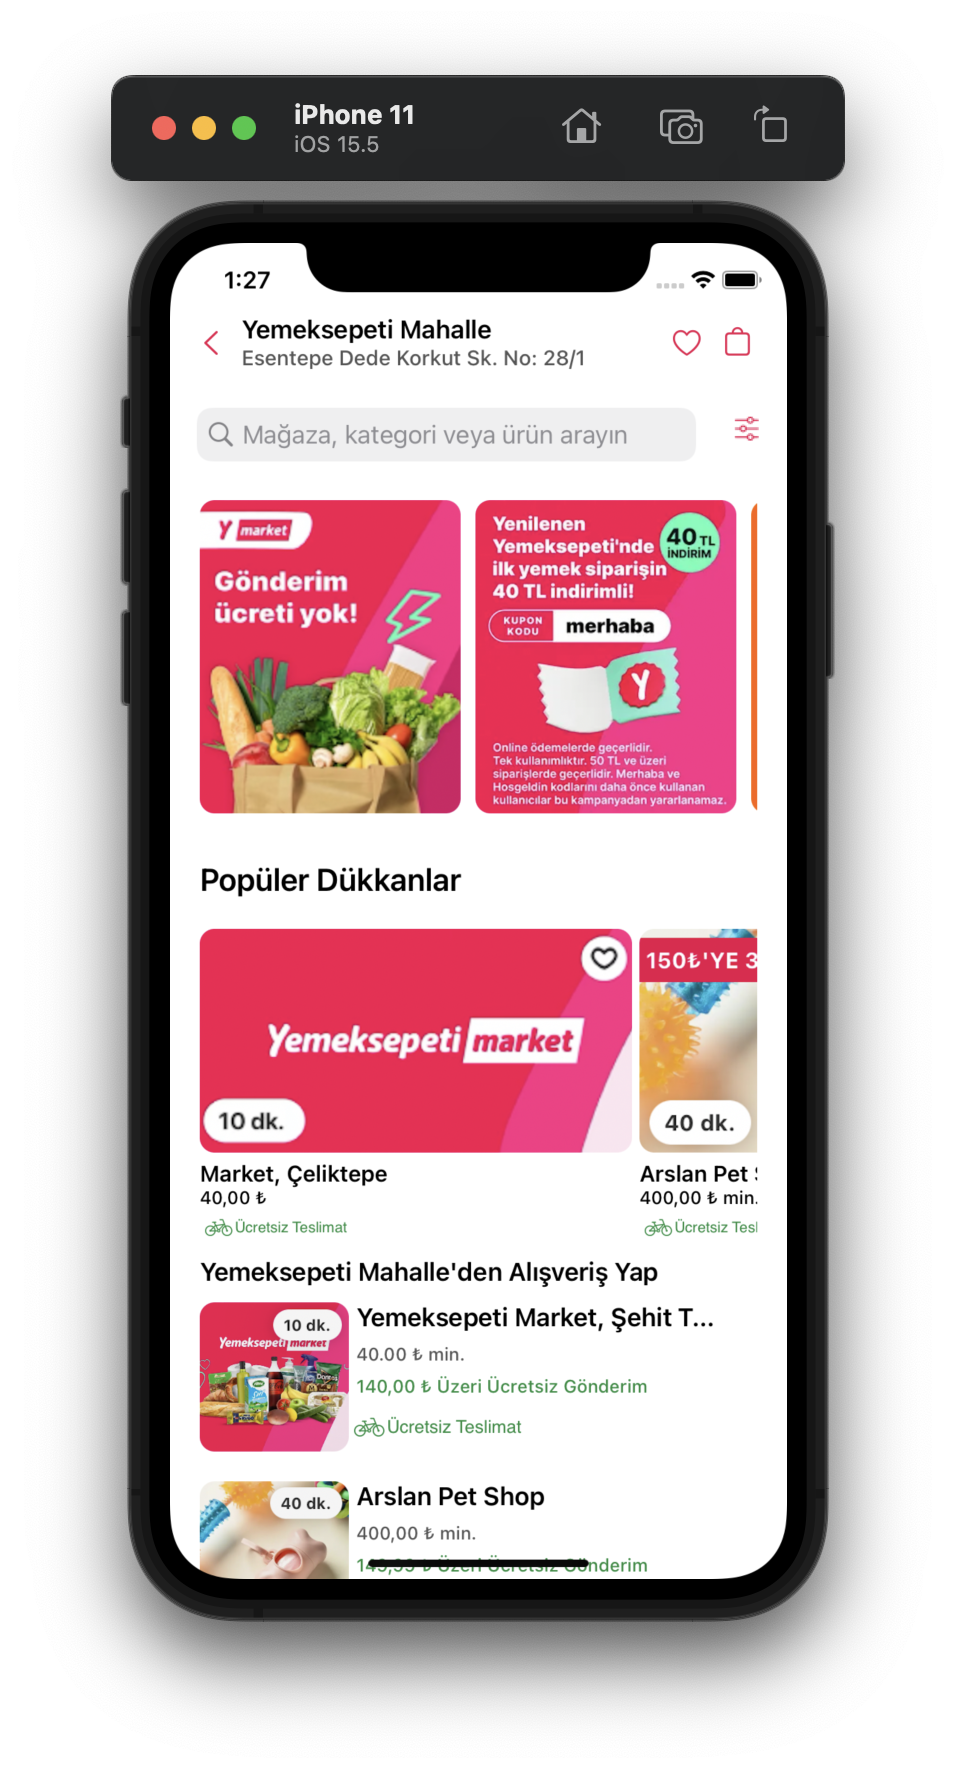 iPhone 11
iOS 15.5
1:27
Yemeksepeti Mahalle
Esentepe Dede Korkut Sk. No: 28/1
Mağaza, kategori veya ürün arayın
Y market
Gönderim
ücreti yok!
Yenilenen
Yemeksepeti'nde
ilk yemek siparişin
40 TL indirimli!
40 TL
İNDİRİM
KUPON
KODU
merhaba
Y
Online ödemelerde geçerlidir.
Tek kullanımlıktır. 50 TL ve üzeri
siparişlerde geçerlidir. Merhaba ve
Hosgeldin kodlarını daha önce kullanan
kullanıcılar bu kampanyadan yararlanamaz.
Popüler Dükkanlar
Yemeksepeti market
10 dk.
150₺'YE 3
40 dk.
Market, Çeliktepe
40,00 ₺
Ücretsiz Teslimat
Arslan Pet
400,00 ₺ min.
Ücretsiz Tesl
Yemeksepeti Mahalle'den Alışveriş Yap
10 dk.
Yemeksepeti market
Yemeksepeti Market, Şehit T...
40.00 ₺ min.
140,00 ₺ Üzeri Ücretsiz Gönderim
Ücretsiz Teslimat
40 dk.
Arslan Pet Shop
400,00 ₺ min.
₺ Üzeri Ücretsiz Gönderim